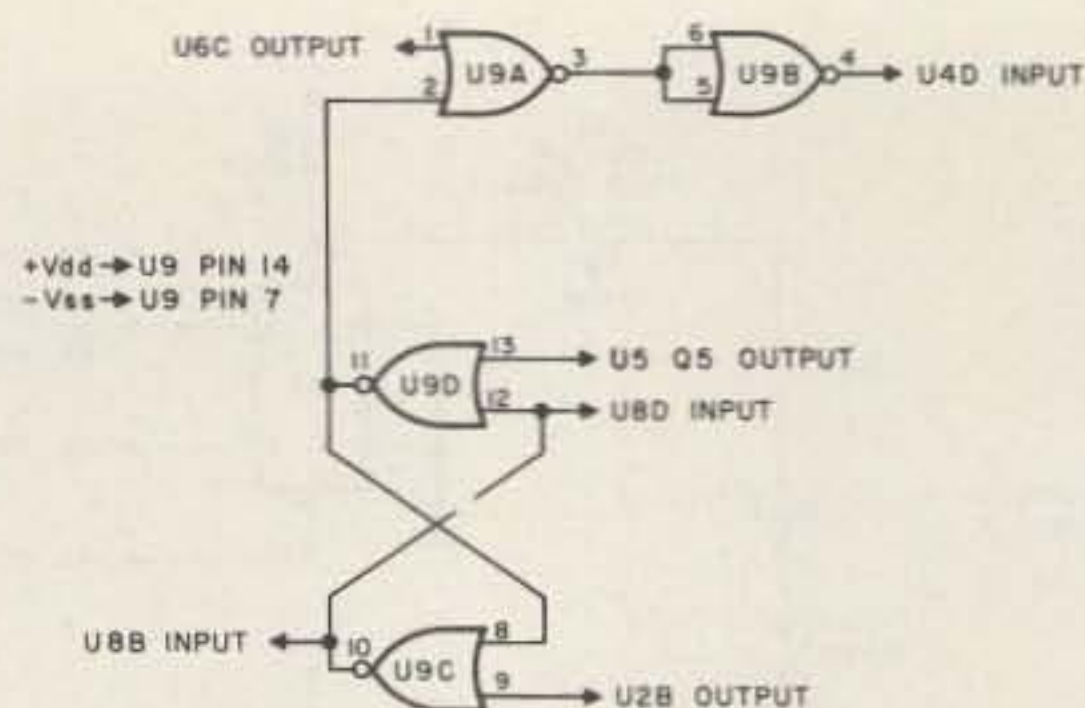 U6C OUTPUT
1
2
U9A
3
6
5
U9B
4
U4D INPUT
+Vdd → U9 PIN 14
-Vss → U9 PIN 7
11
U9D
13
12
U5 Q5 OUTPUT
U8D INPUT
U8B INPUT
10
U9C
8
9
U2B OUTPUT